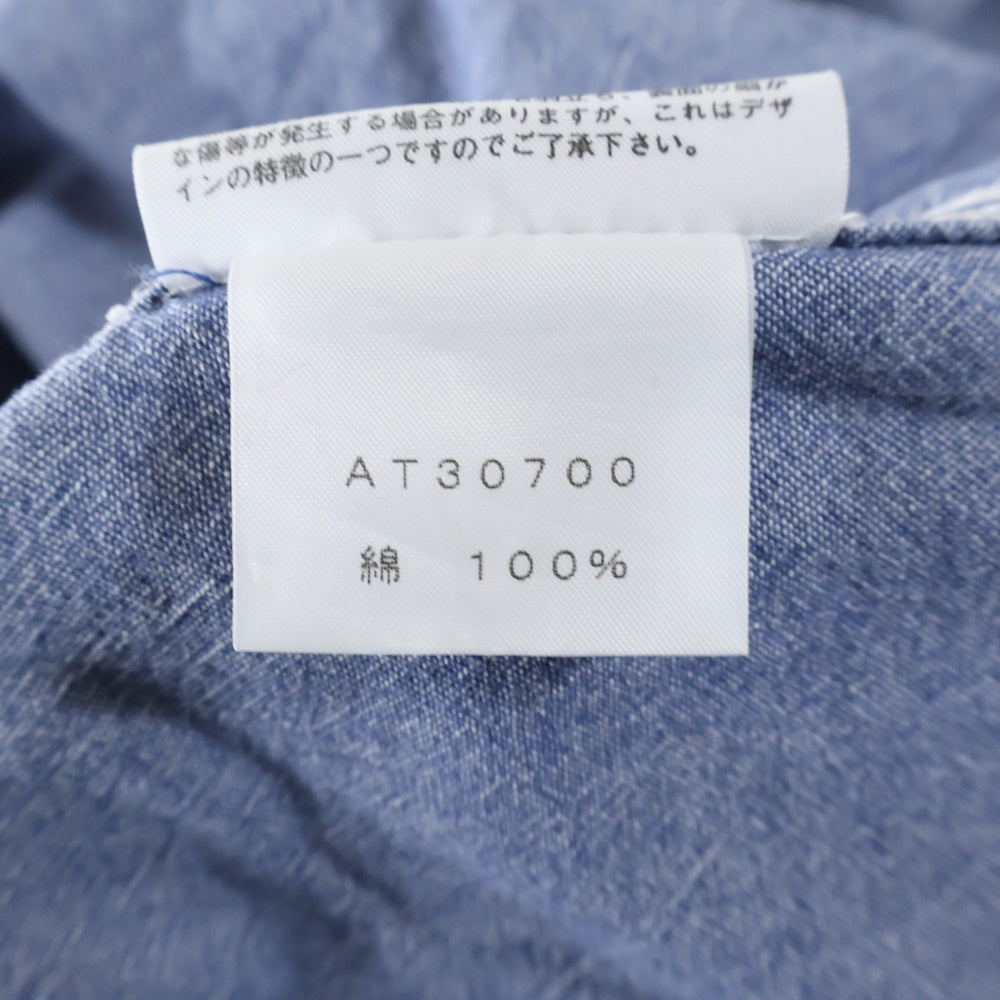 な傷等が発生する場合がありますが、これはデザ
インの特徴の一つですのでご了承下さい。
AT30700
綿 100%